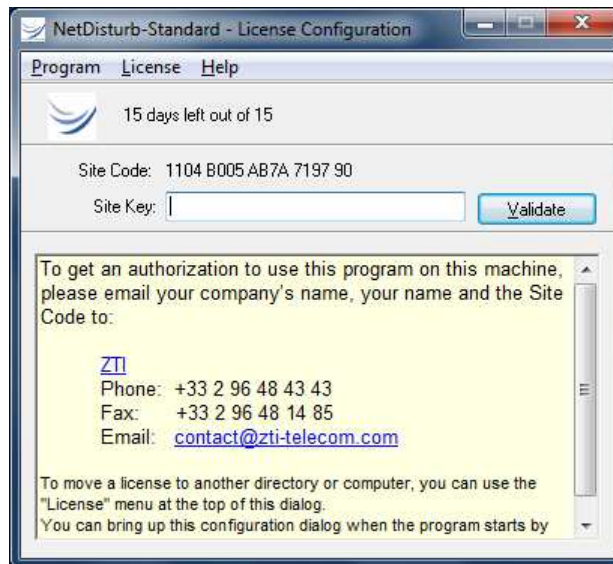 NetDisturb-Standard - License Configuration
Program License Help
15 days left out of 15
Site Code: 1104 B005 AB7A 7197 90
Site Key:
Validate
To get an authorization to use this program on this machine,
please email your company's name, your name and the Site
Code to:
ZTI
Phone: +33 2 96 48 43 43
Fax: +33 2 96 48 14 85
Email: contact@zti-telecom.com
To move a license to another directory or computer, you can use the
"License" menu at the top of this dialog.
You can bring up this configuration dialog when the program starts by